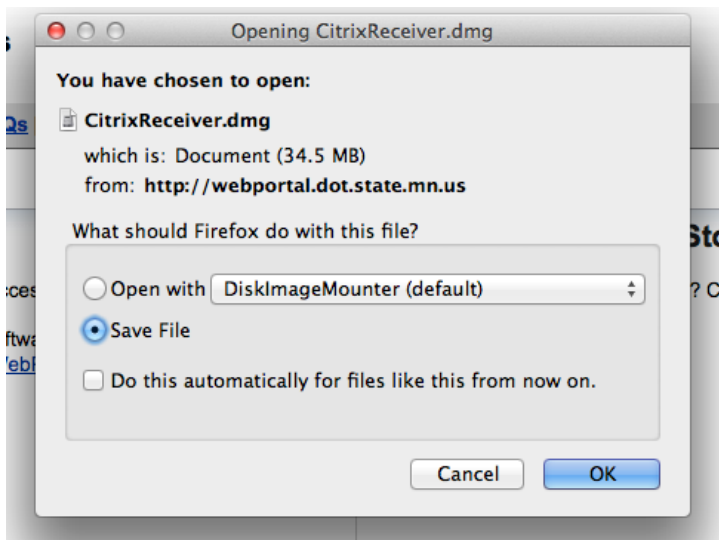 Opening CitrixReceiver.dmg
You have chosen to open:
Qs
CitrixReceiver.dmg
which is: Document (34.5 MB)
from: http://webportal.dot.state.mn.us
What should Firefox do with this file?
Open with DiskImageMounter (default)
? C
Save File
Do this automatically for files like this from now on.
Cancel OK